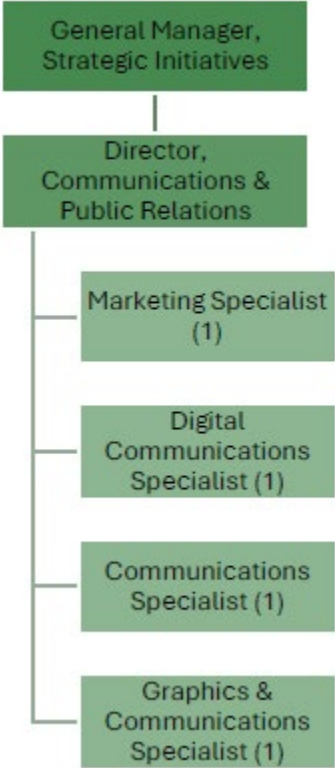 General Manager,
Strategic Initiatives
Director,
Communications &
Public Relations
Marketing Specialist
(1)
Digital
Communications
Specialist (1)
Communications
Specialist (1)
Graphics &
Communications
Specialist (1)